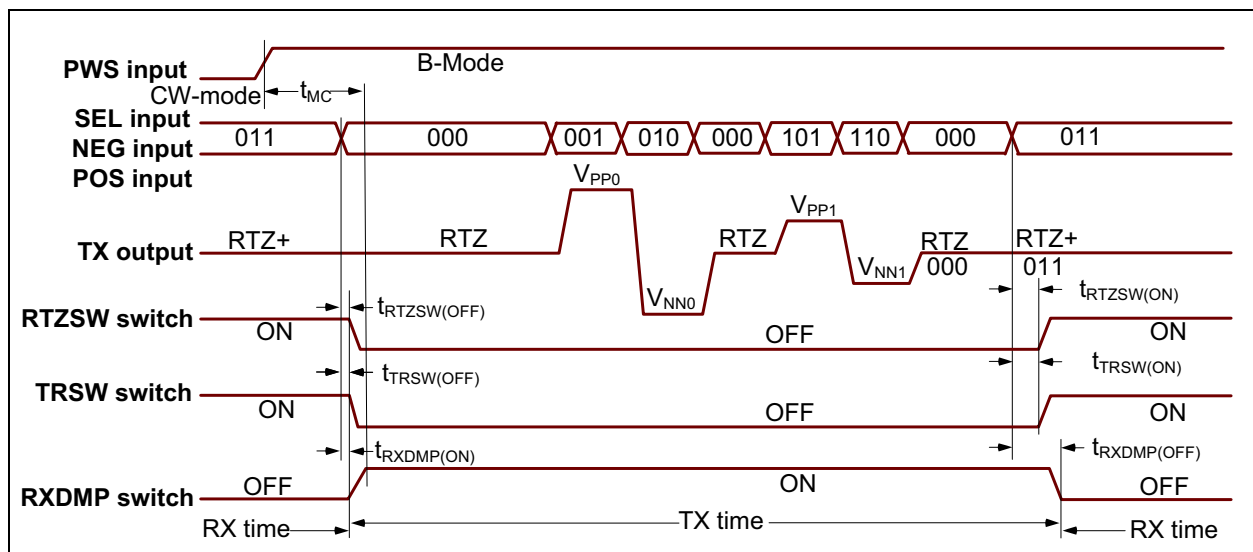 PWS input
B-Mode
CW-mode
tMC
SEL input
NEG input
POS input
011 000 001 010 000 101 110 000 011
TX output
RTZ+ RTZ VPP0 VNN0 RTZ VPP1 VNN1 RTZ RTZ+
000 011
tRTZSW(OFF) tRTZSW(ON)
RTZSW switch
ON OFF ON
tTRSW(OFF) tTRSW(ON)
TRSW switch
ON OFF ON
tRXDMP(ON) tRXDMP(OFF)
RXDMP switch
OFF ON OFF
RX time TX time RX time